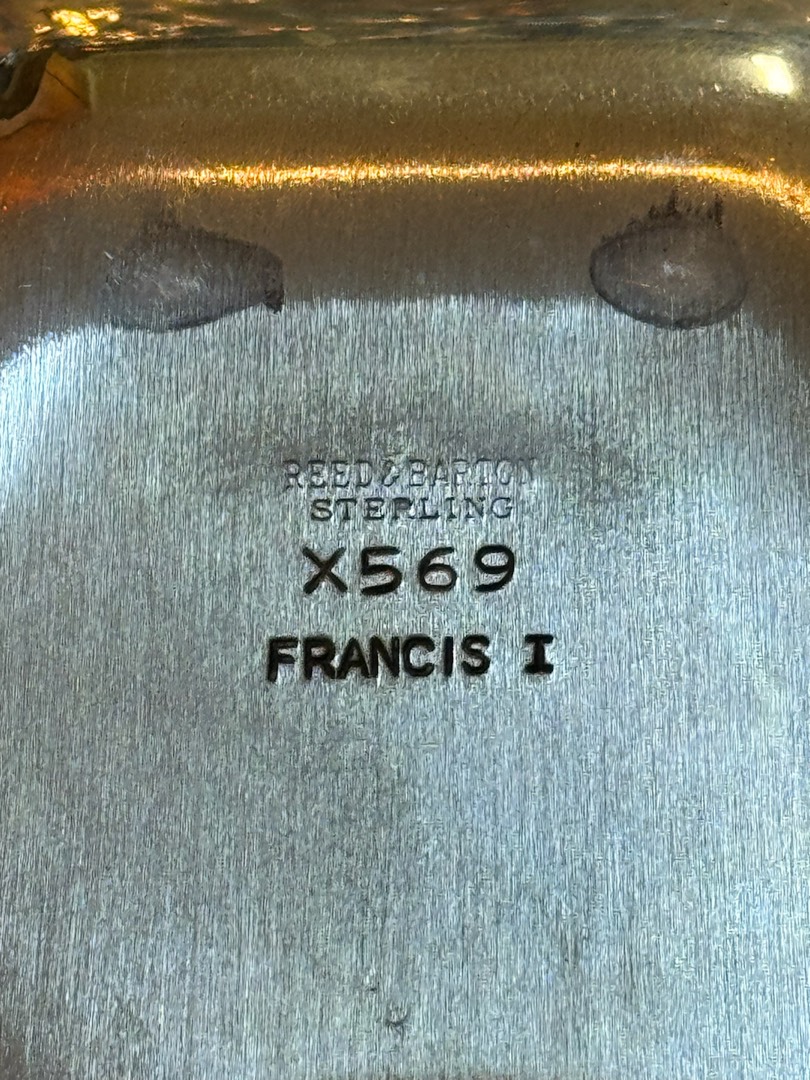 REED & BARTON
STERLING
X569
FRANCIS I